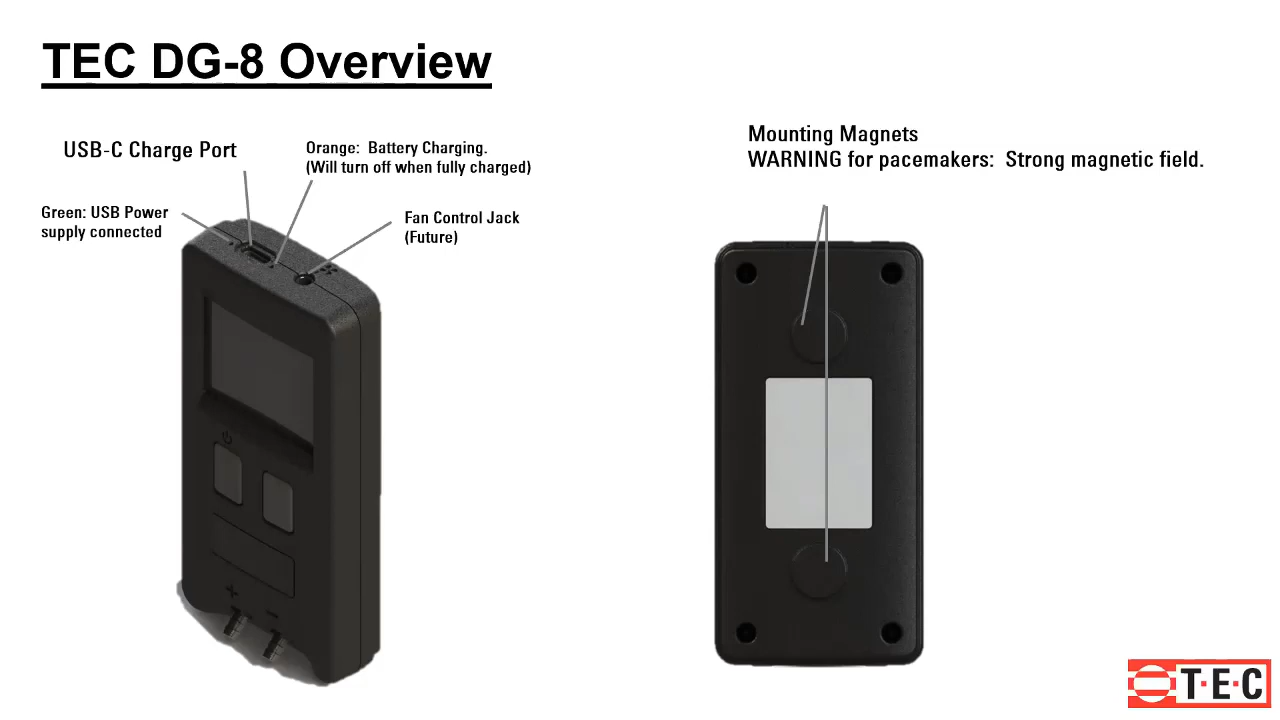 TEC DG-8 Overview
USB-C Charge Port
Orange: Battery Charging.
(Will turn off when fully charged)
Green: USB Power
supply connected
Fan Control Jack
(Future)
Mounting Magnets
WARNING for pacemakers: Strong magnetic field.
+
-
T·E·C